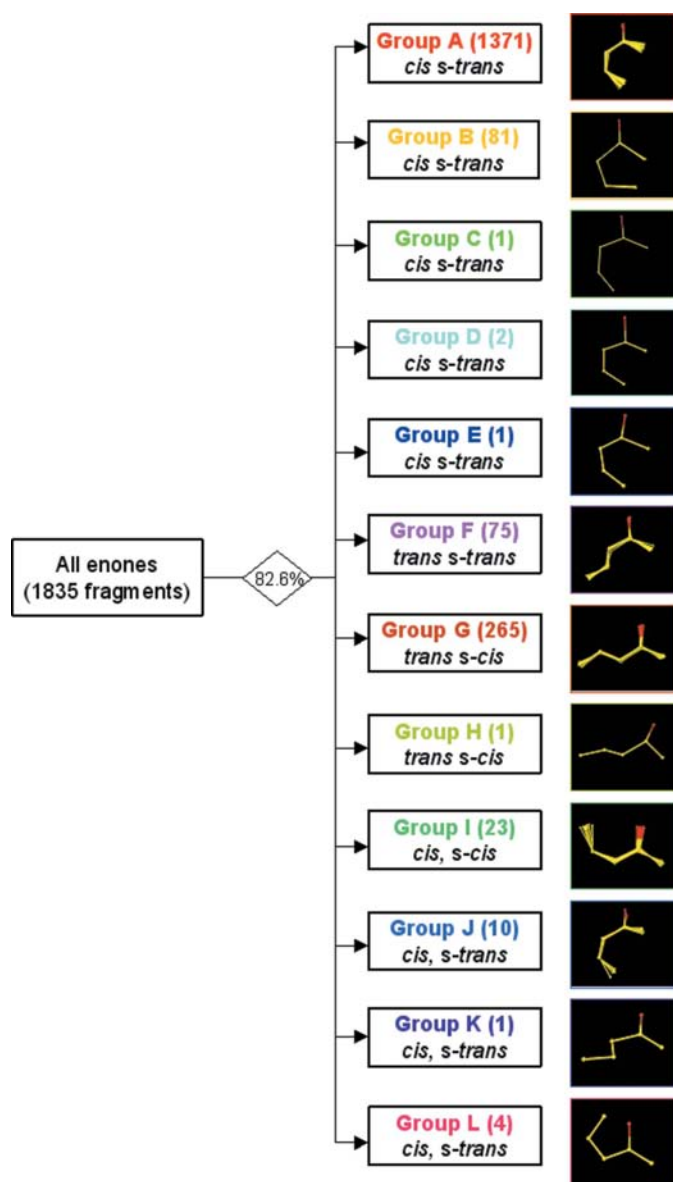 Group A (1371)
cis s-trans
Group B (81)
cis s-trans
Group C (1)
cis s-trans
Group D (2)
cis s-trans
Group E (1)
cis s-trans
All enones
(1835 fragments)
82.6%
Group F (75)
trans s-trans
Group G (265)
trans s-cis
Group H (1)
trans s-cis
Group I (23)
cis, s-cis
Group J (10)
cis, s-trans
Group K (1)
cis, s-trans
Group L (4)
cis, s-trans